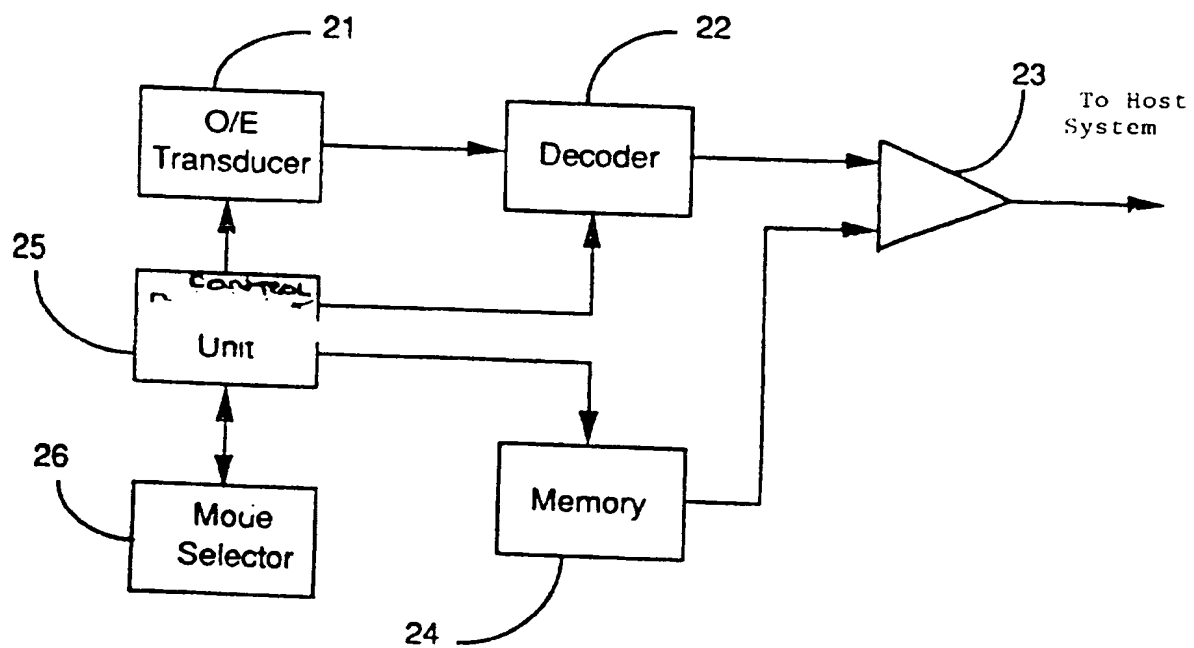 21
22
23
To Host
System
O/E
Transducer
Decoder
25
CONTROL
Unit
26
Moue
Selector
Memory
24